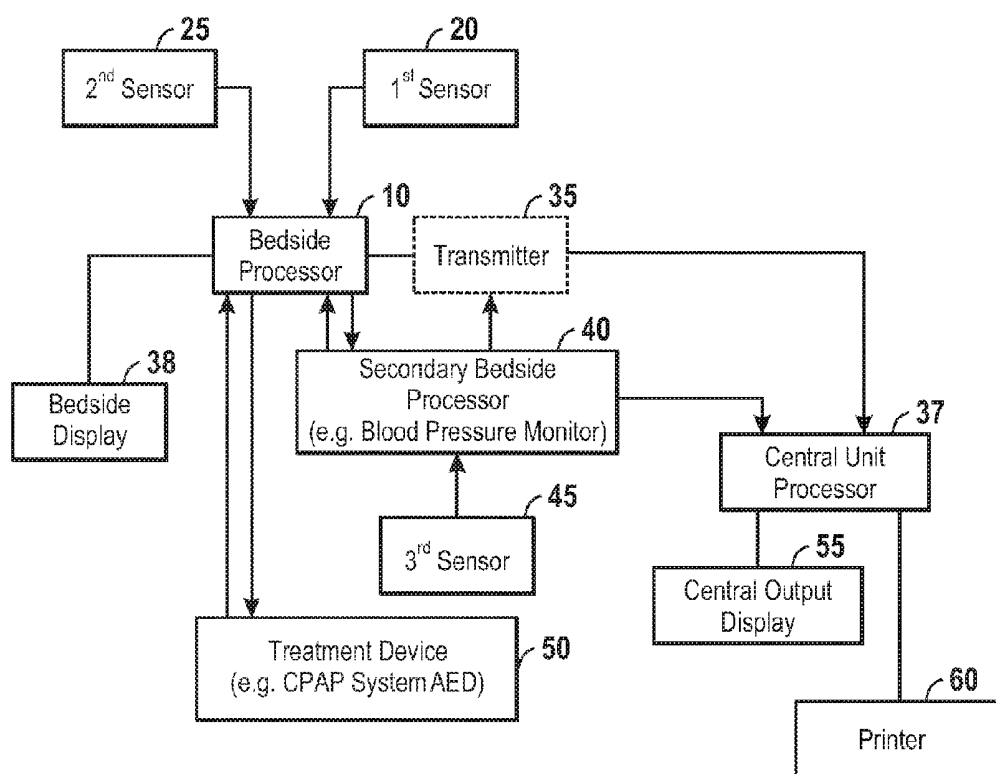 25
20
2nd Sensor
1st Sensor
10
35
Bedside
Processor
Transmitter
40
38
Secondary Bedside
Processor
(e.g. Blood Pressure Monitor)
Bedside
Display
37
Central Unit
Processor
45
3rd Sensor
55
Central Output
Display
50
Treatment Device
(e.g. CPAP System AED)
60
Printer